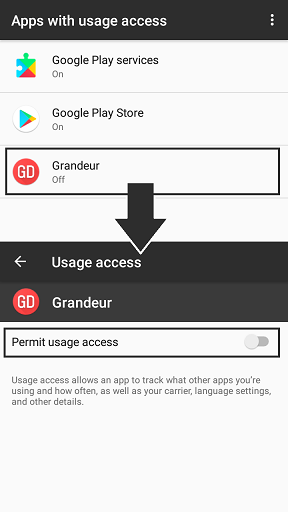 Apps with usage access
Google Play services
On
Google Play Store
On
GD
Grandeur
Off
Usage access
GD
Grandeur
Permit usage access
Usage access allows an app to track what other apps you're
using and how often, as well as your carrier, language settings,
and other details.